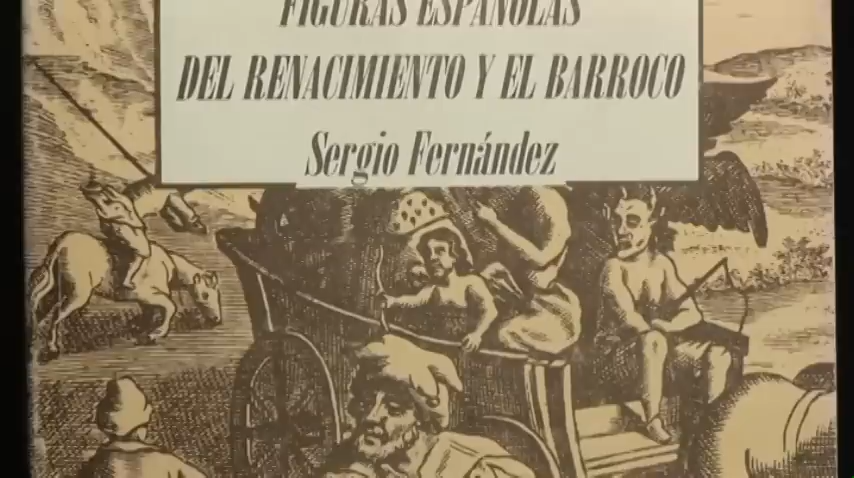 FIGURAS ESPAÑOLAS
DEL RENACIMIENTO Y EL BARROCO
Sergio Fernández